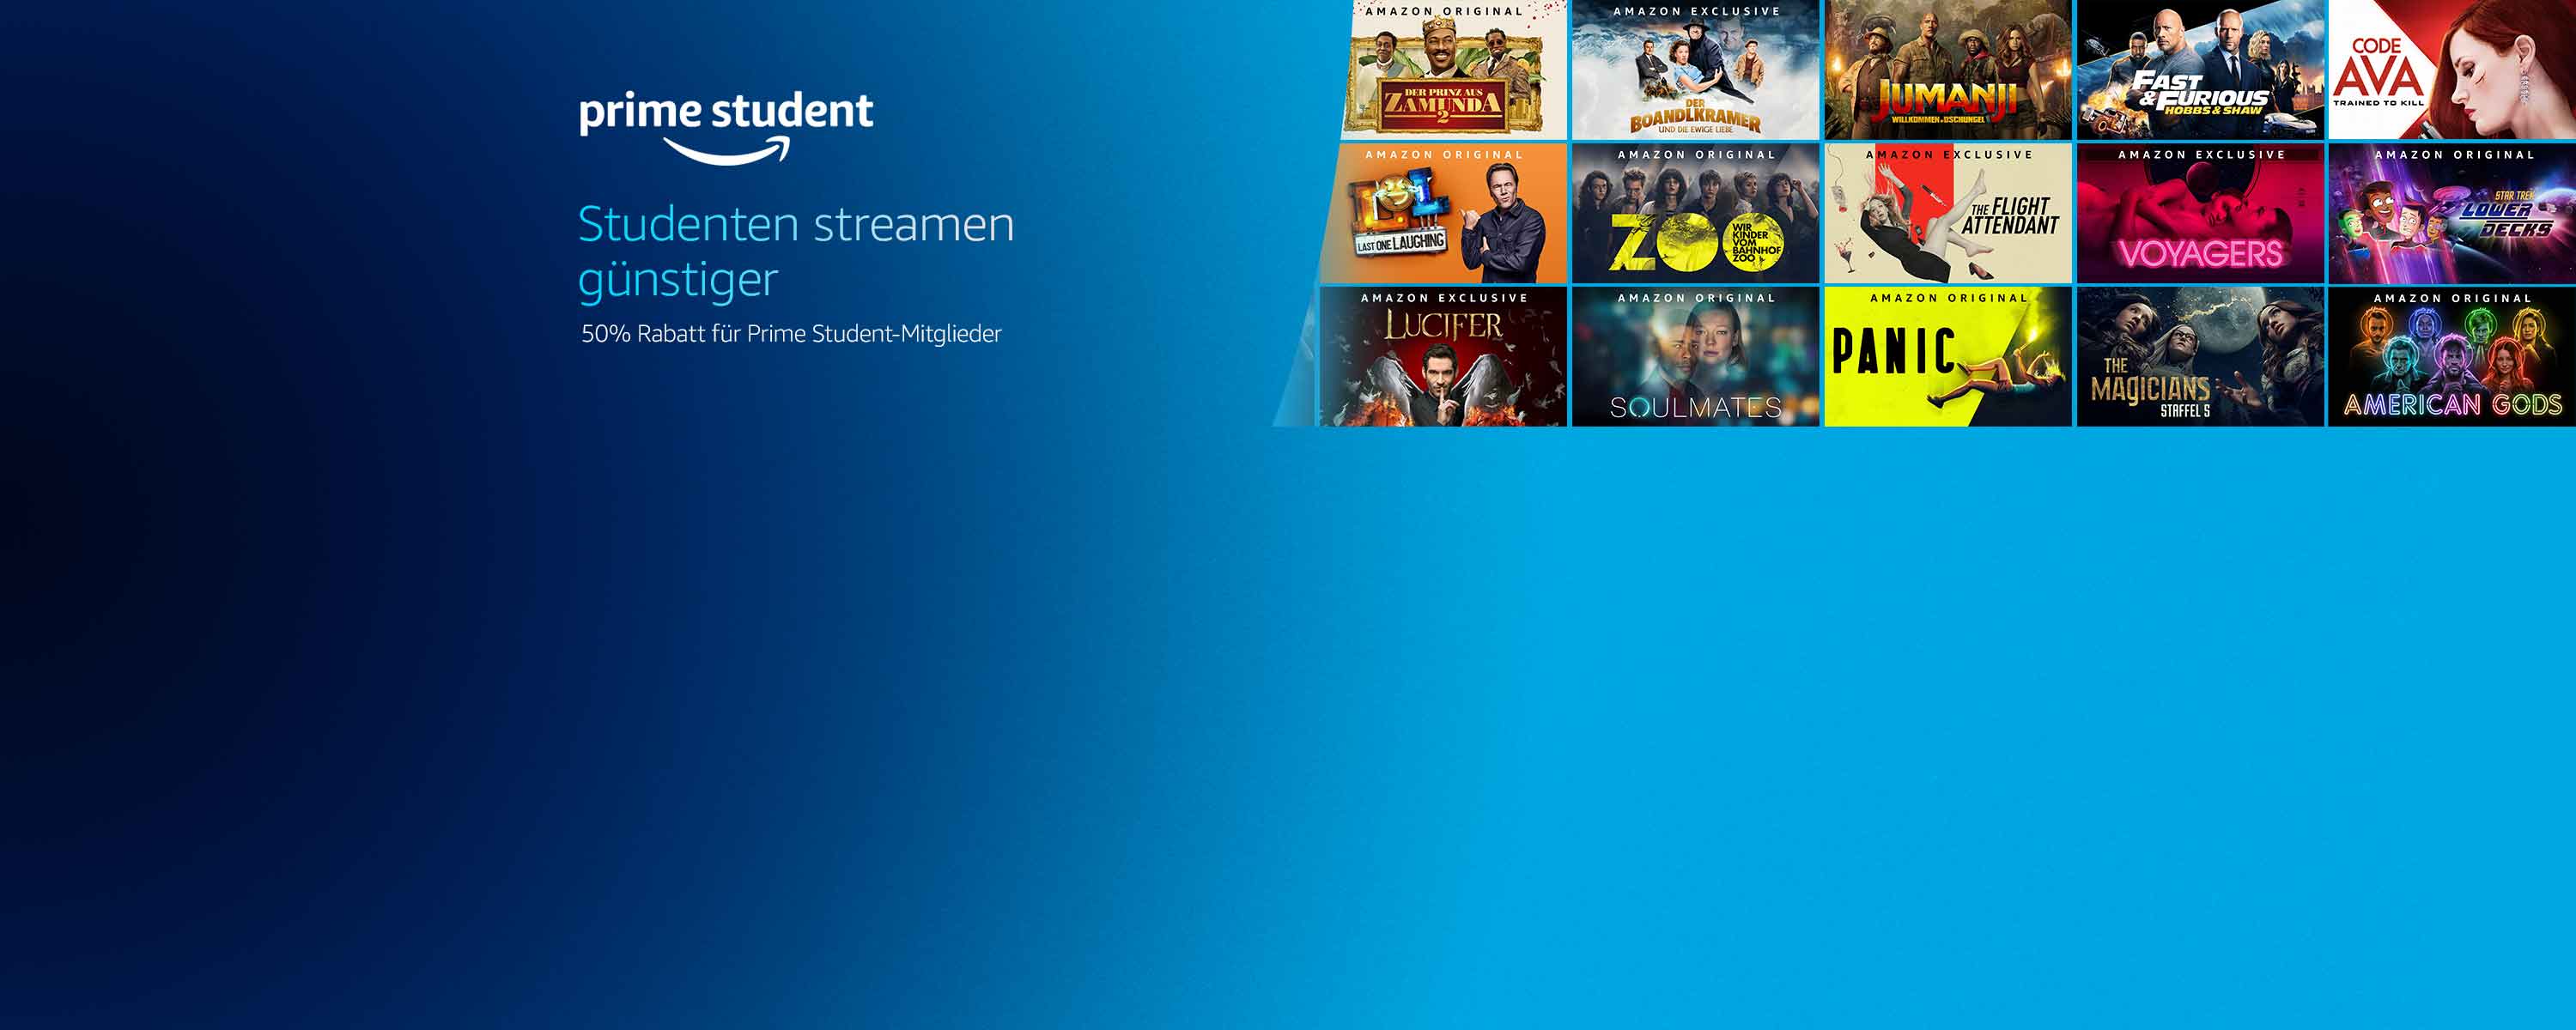 prime student
Studenten streamen
günstiger
50% Rabatt für Prime Student-Mitglieder
AMAZON ORIGINAL
DER PRINZ AUS
ZAMUNDA
2
AMAZON EXCLUSIVE
DER
BOANDLKRAMER
UND DIE EWIGE LIEBE
JUMANJI
WILLKOMMEN IM DSCHUNGEL
FAST
& FURIOUS
HOBBS & SHAW
CODE
AVA
TRAINED TO KILL
AMAZON ORIGINAL
LOL
LAST ONE LAUGHING
AMAZON ORIGINAL
ZOO
WIR
KINDER
VOM
BAHNHOF
ZOO
AMAZON EXCLUSIVE
THE FLIGHT
ATTENDANT
AMAZON EXCLUSIVE
VOYAGERS
AMAZON ORIGINAL
STAR TREK
LOWER
DECKS
AMAZON EXCLUSIVE
LUCIFER
AMAZON ORIGINAL
SOULMATES
AMAZON ORIGINAL
PANIC
THE
MAGICIANS
STAFFEL 5
AMAZON ORIGINAL
AMERICAN GODS